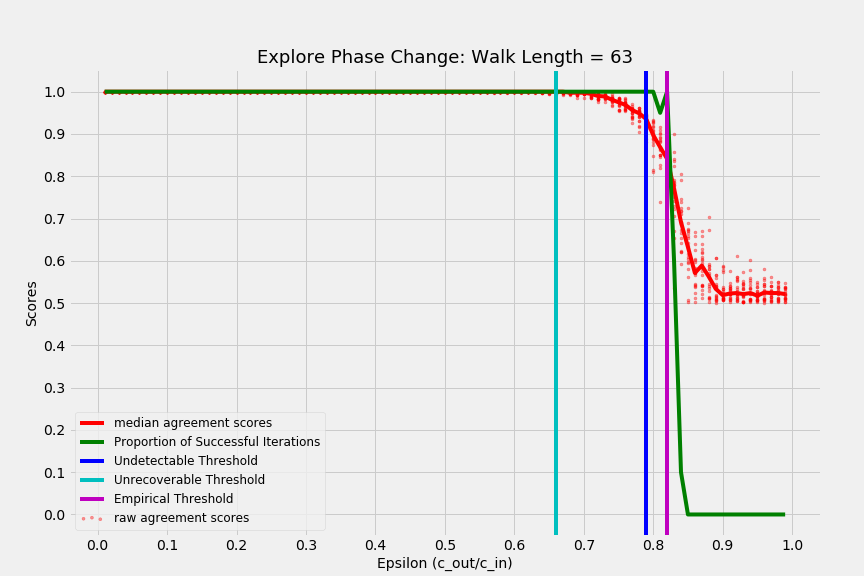 Explore Phase Change: Walk Length = 63
Scores
1.0
0.9
0.8
0.7
0.6
0.5
0.4
0.3
0.2
0.1
0.0
median agreement scores
Proportion of Successful Iterations
Undetectable Threshold
Unrecoverable Threshold
Empirical Threshold
raw agreement scores
0.0 0.1 0.2 0.3 0.4 0.5 0.6 0.7 0.8 0.9 1.0
Epsilon (c_out/c_in)